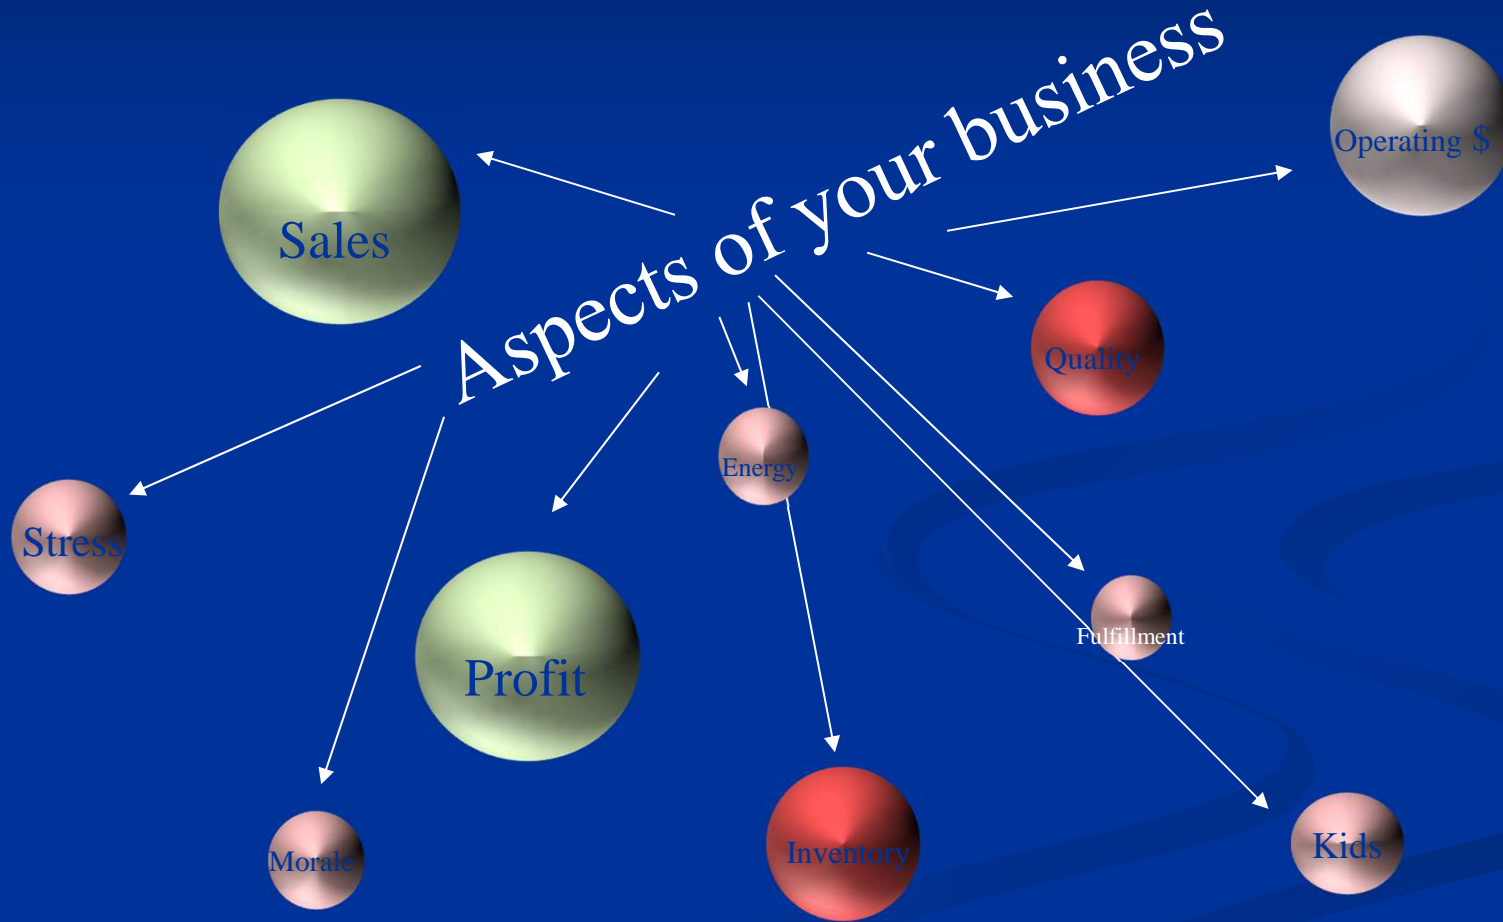 Aspects of your business
Operating $
Sales
Quality
Energy
Stress
Fulfillment
Profit
Inventory
Kids
Morale